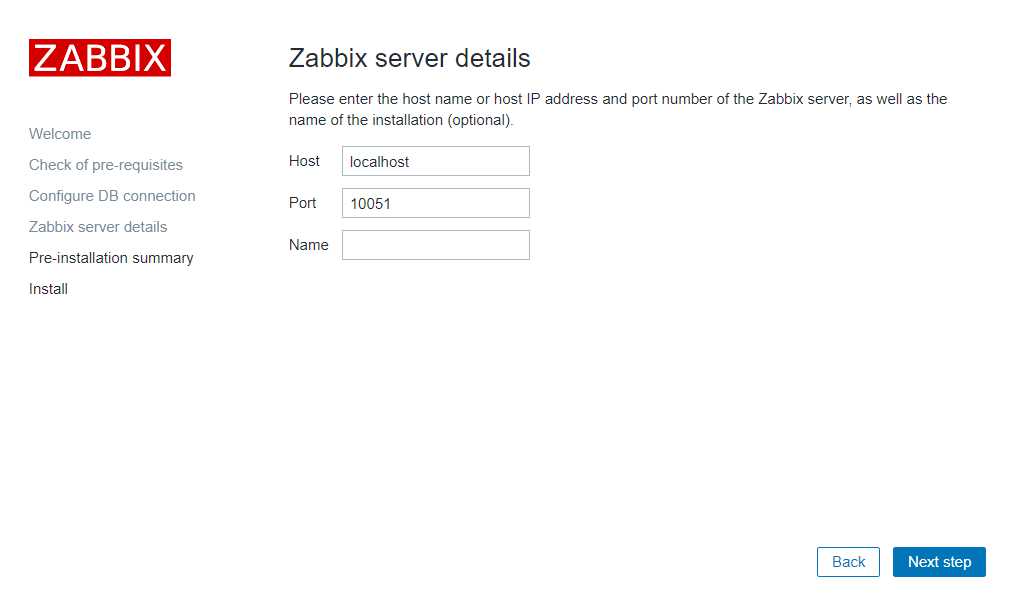 ZABBIX
Welcome
Check of pre-requisites
Configure DB connection
Zabbix server details
Pre-installation summary
Install
Zabbix server details
Please enter the host name or host IP address and port number of the Zabbix server, as well as the
name of the installation (optional).
Host localhost
Port 10051
Name
Back Next step